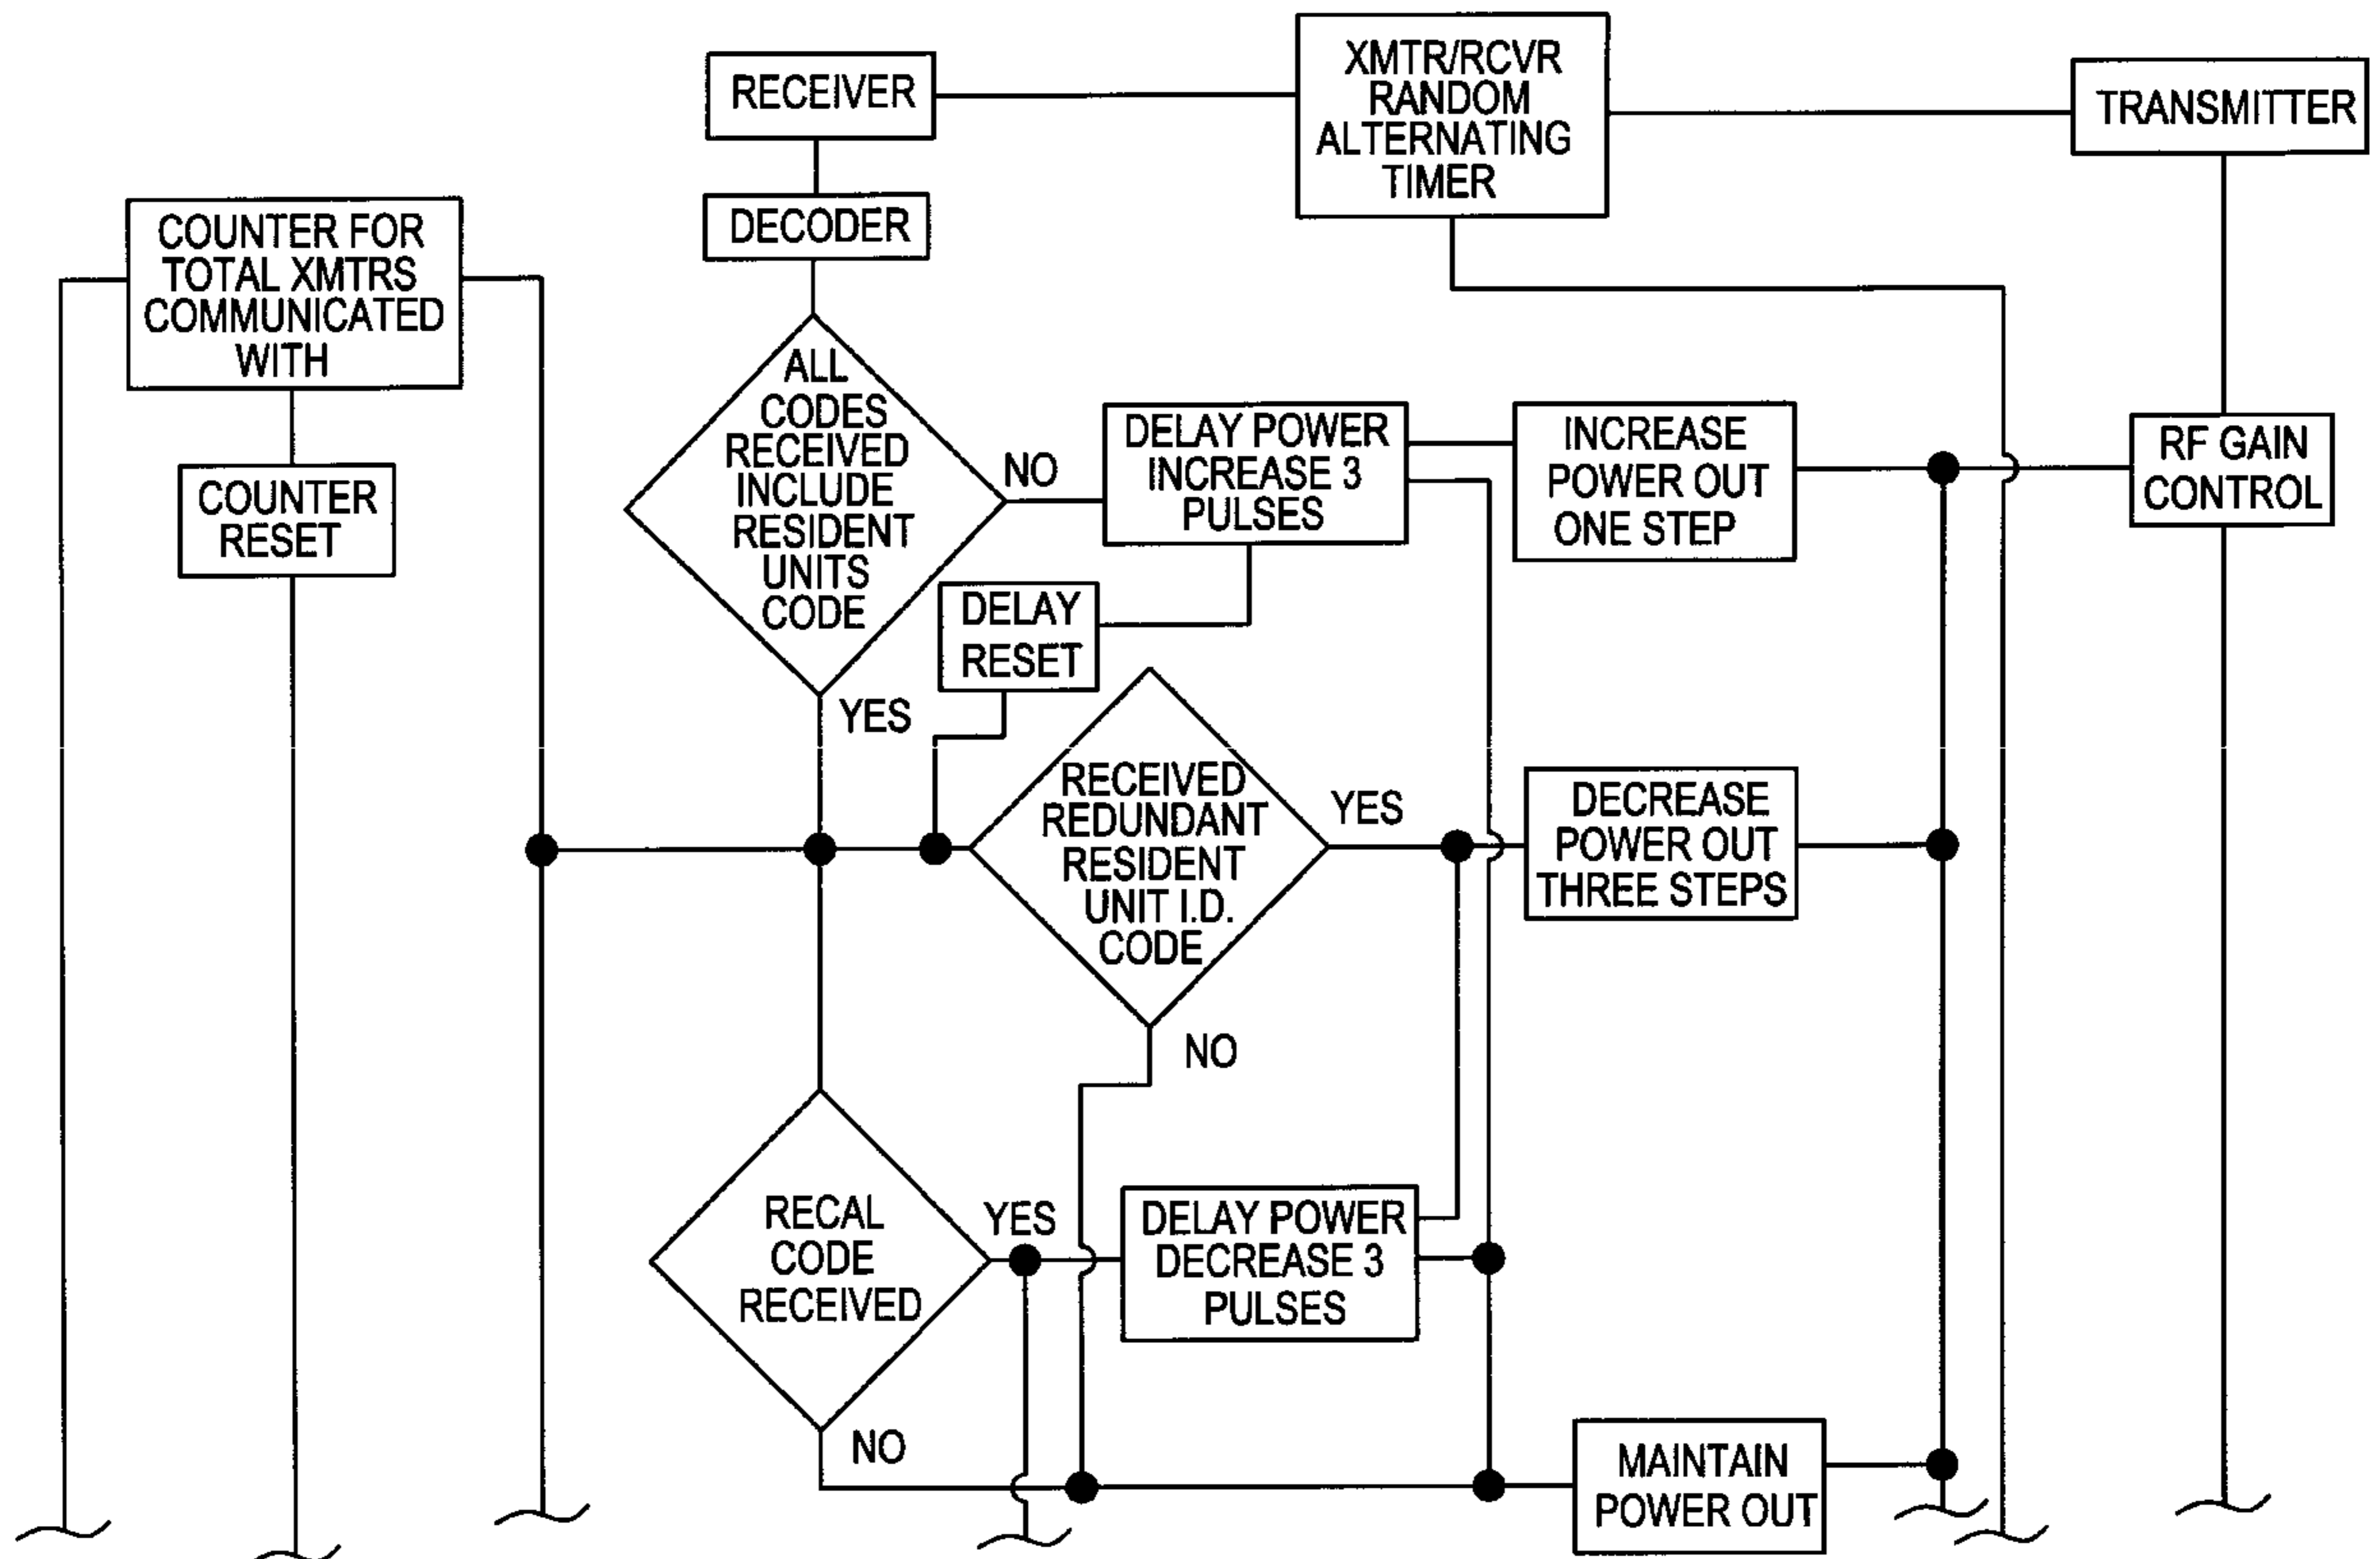 RECEIVER
XMTR/RCVR
RANDOM
ALTERNATING
TIMER
TRANSMITTER
DECODER
COUNTER FOR
TOTAL XMTRS
COMMUNICATED
WITH
COUNTER
RESET
ALL
CODES
RECEIVED
INCLUDE
RESIDENT
UNITS
CODE
NO
YES
DELAY POWER
INCREASE 3
PULSES
INCREASE
POWER OUT
ONE STEP
RF GAIN
CONTROL
DELAY
RESET
RECEIVED
REDUNDANT
RESIDENT
UNIT I.D.
CODE
YES
NO
DECREASE
POWER OUT
THREE STEPS
RECAL
CODE
RECEIVED
YES
NO
DELAY POWER
DECREASE 3
PULSES
MAINTAIN
POWER OUT